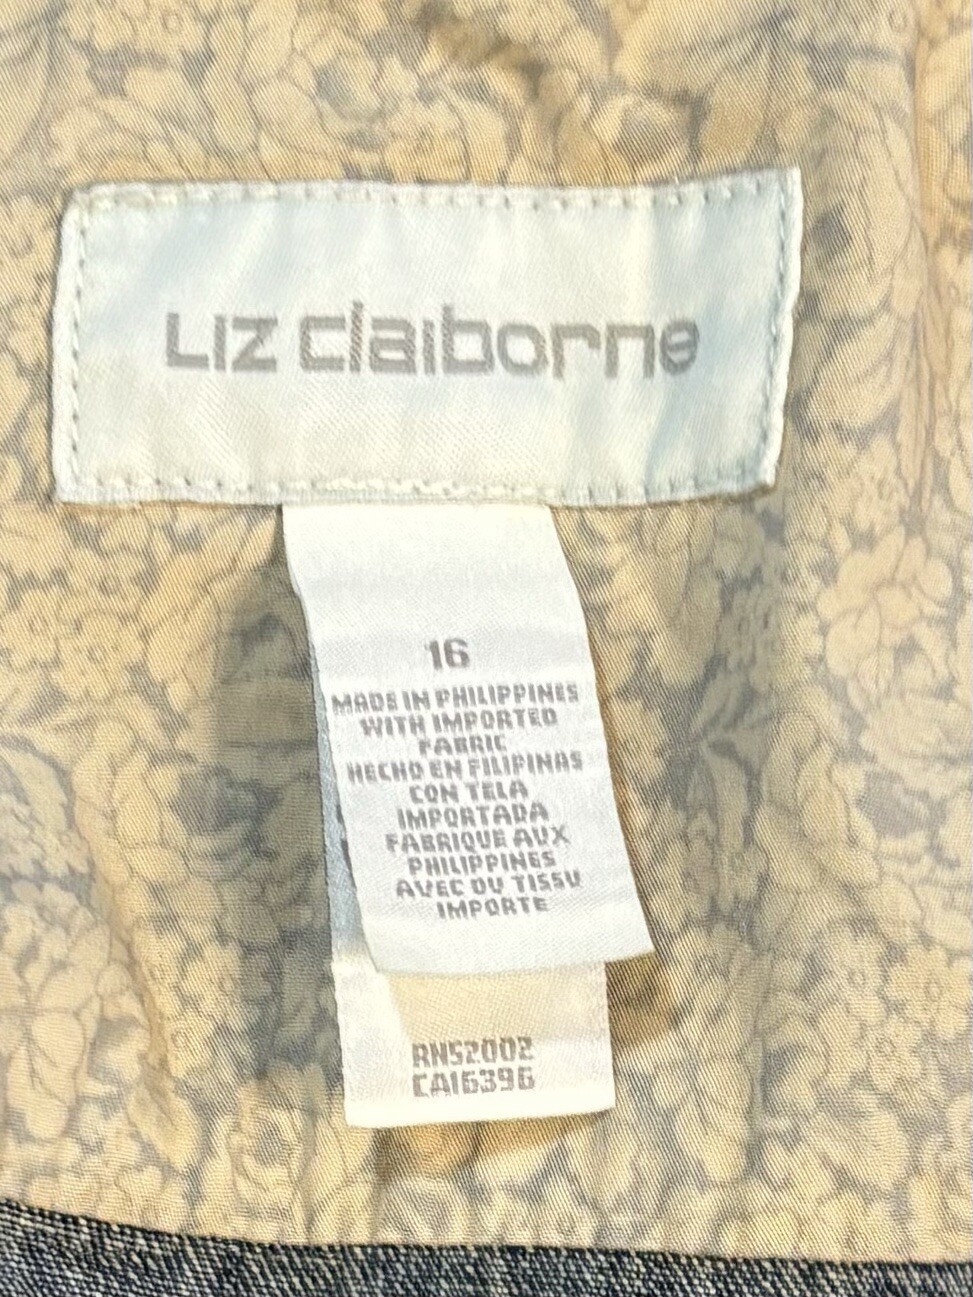 Liz claiborne
16
MADE IN PHILIPPINES
WITH IMPORTED
FABRIC
HECHO EN FILIPINAS
CON TELA
IMPORTADA
FABRIQUE AUX
PHILIPPINES
AVEC DU TISSU
IMPORTE
RN52002
CA16396